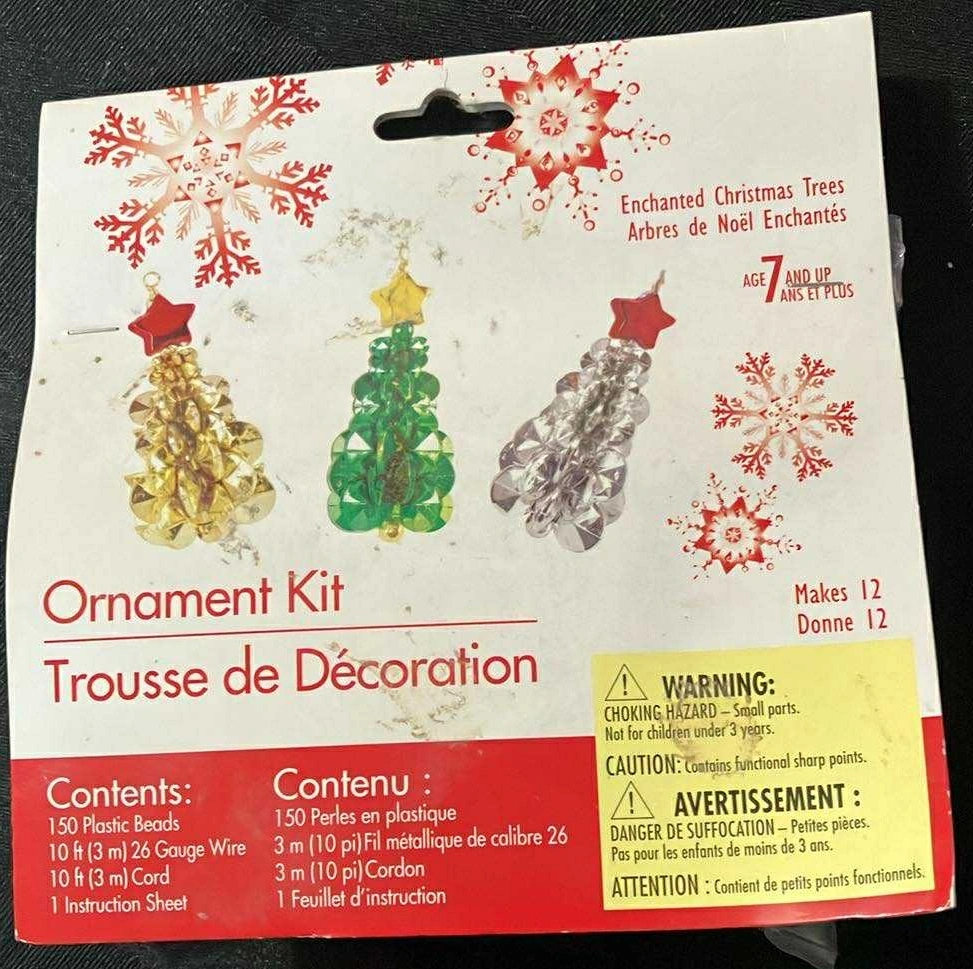 Enchanted Christmas Trees
Arbres de Noël Enchantés
AGE 7 AND UP
ANS ET PLUS
Ornament Kit
Trousse de Décoration
Makes 12
Donne 12
Contents:
150 Plastic Beads
10 ft (3 m) 26 Gauge Wire
10 ft (3 m) Cord
1 Instruction Sheet
Contenu :
150 Perles en plastique
3 m (10 pi) Fil métallique de calibre 26
3 m (10 pi) Cordon
1 Feuillet d'instruction
WARNING:
CHOKING HAZARD – Small parts.
Not for children under 3 years.
CAUTION: Contains functional sharp points.
AVERTISSEMENT :
DANGER DE SUFFOCATION – Petites pièces.
Pas pour les enfants de moins de 3 ans.
ATTENTION : Contient de petits points fonctionnels.